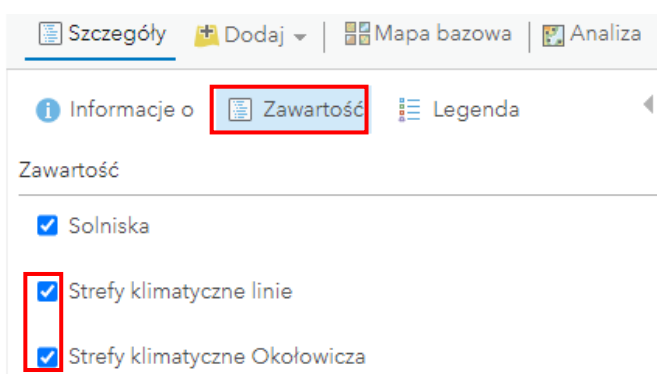 Szczegóły Dodaj Mapa bazowa Analiza
Informacje o Zawartość Legenda
Zawartość
Solniska
Strefy klimatyczne linie
Strefy klimatyczne Okołowicza